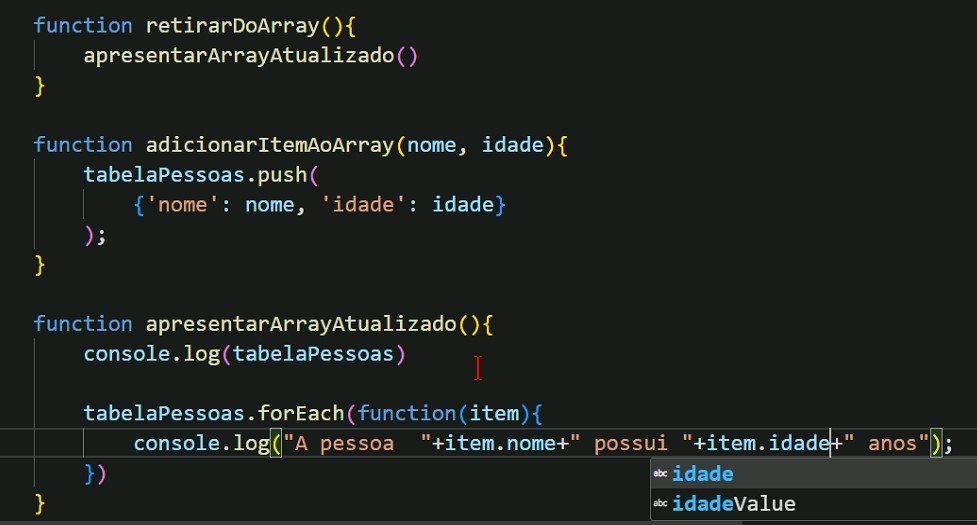 function retirarDoArray(){
    apresentarArrayAtualizado()
}

function adicionarItemAoArray(nome, idade){
    tabelaPessoas.push(
        {'nome': nome, 'idade': idade}
    );
}

function apresentarArrayAtualizado(){
    console.log(tabelaPessoas)

    tabelaPessoas.forEach(function(item){
        console.log("A pessoa  "+item.nome+" possui "+item.idade+" anos");
    })
abc idade
abc idadeValue
}